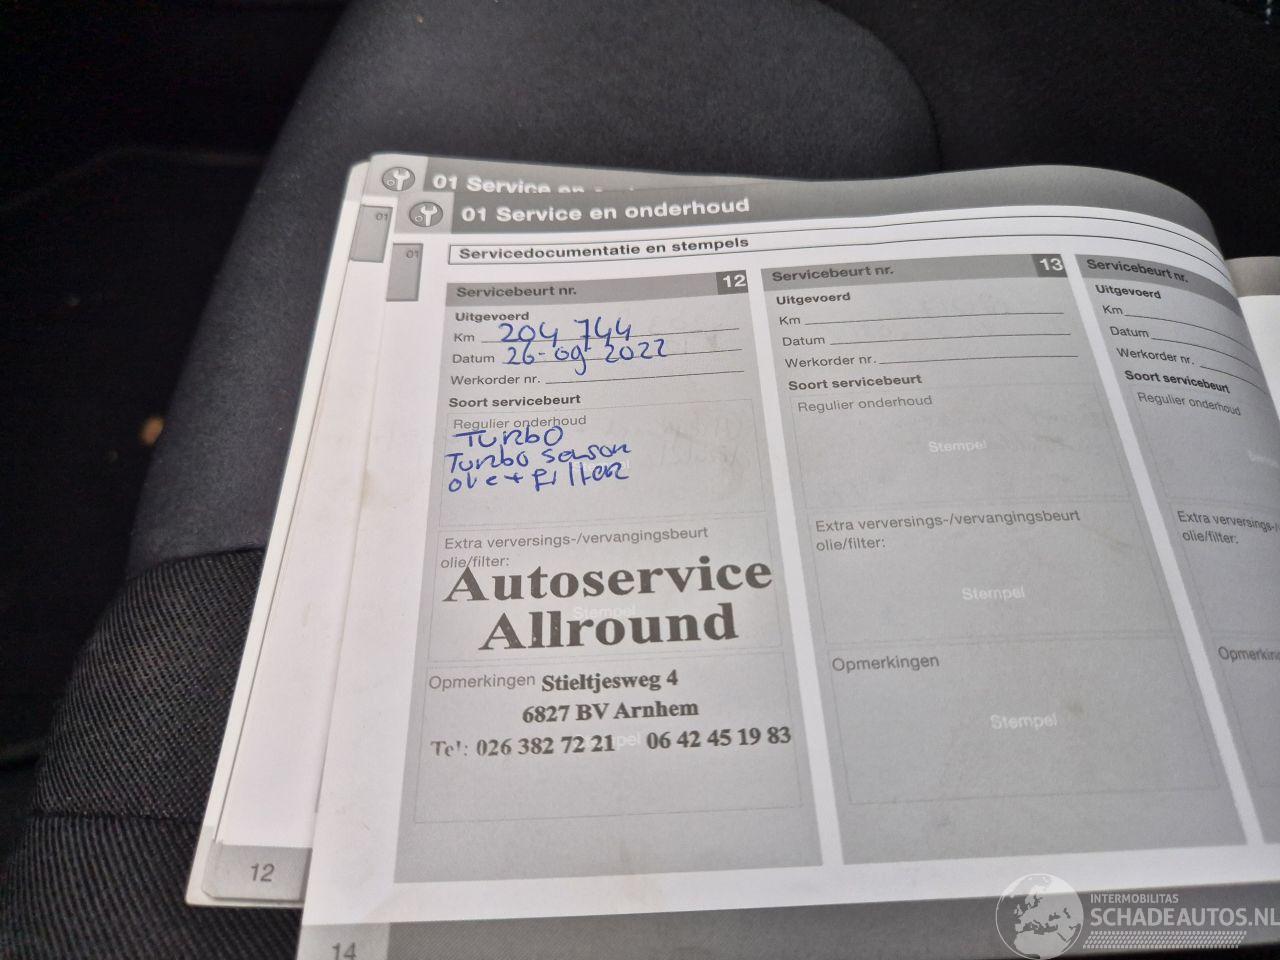 01 Service en
01 Service en onderhoud
01
01
Servicedocumentatie en stempels
Servicebeurt nr. 12
Uitgevoerd
Km 204 744
Datum 26-09-2022
Werkorder nr.
Soort servicebeurt
Regulier onderhoud
Turbo
Turbo sensor
olie + filter
Extra verversings-/vervangingsbeurt
olie/filter:
Stempel
Autoservice
Allround
Opmerkingen Stieltjesweg 4
6827 BV Arnhem
Tel: 026 382 72 21 06 42 45 19 83
Servicebeurt nr. 13
Uitgevoerd
Km
Datum
Werkorder nr.
Soort servicebeurt
Regulier onderhoud
Stempel
Extra verversings-/vervangingsbeurt
olie/filter:
Stempel
Opmerkingen
Stempel
Servicebeurt nr.
Uitgevoerd
Km
Datum
Werkorder nr.
Soort servicebeurt
Regulier onderhoud
Extra verversings-/
olie/filter:
12
14
INTERMOBILITAS
SCHADEAUTOS.NL